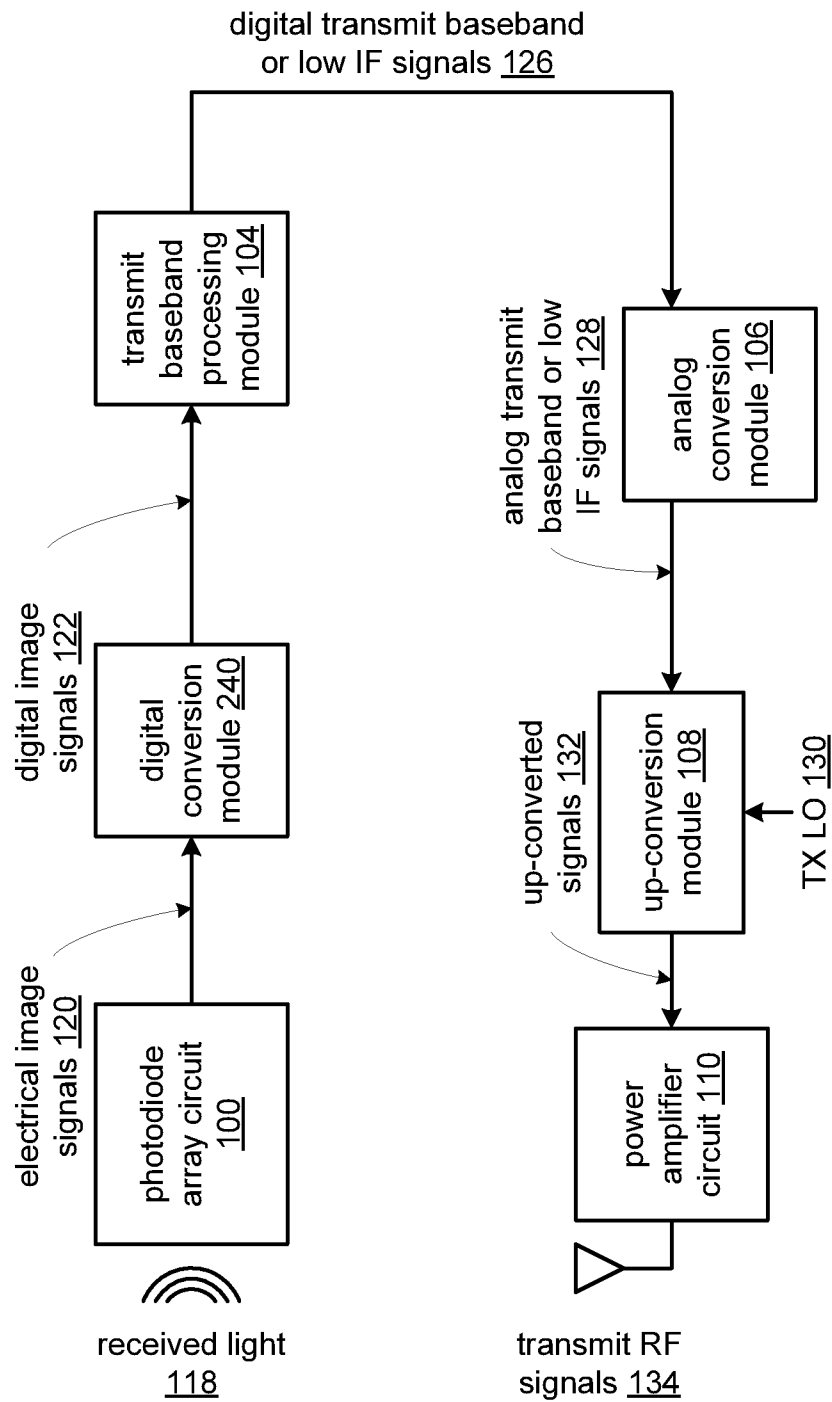 digital transmit baseband
or low IF signals 126
transmit
baseband
processing
module 104
digital image
signals 122
digital
conversion
module 240
electrical image
signals 120
photodiode
array circuit
100
received light
118
analog transmit
baseband or low
IF signals 128
analog
conversion
module 106
up-converted
signals 132
up-conversion
module 108
TX LO 130
power
amplifier
circuit 110
transmit RF
signals 134